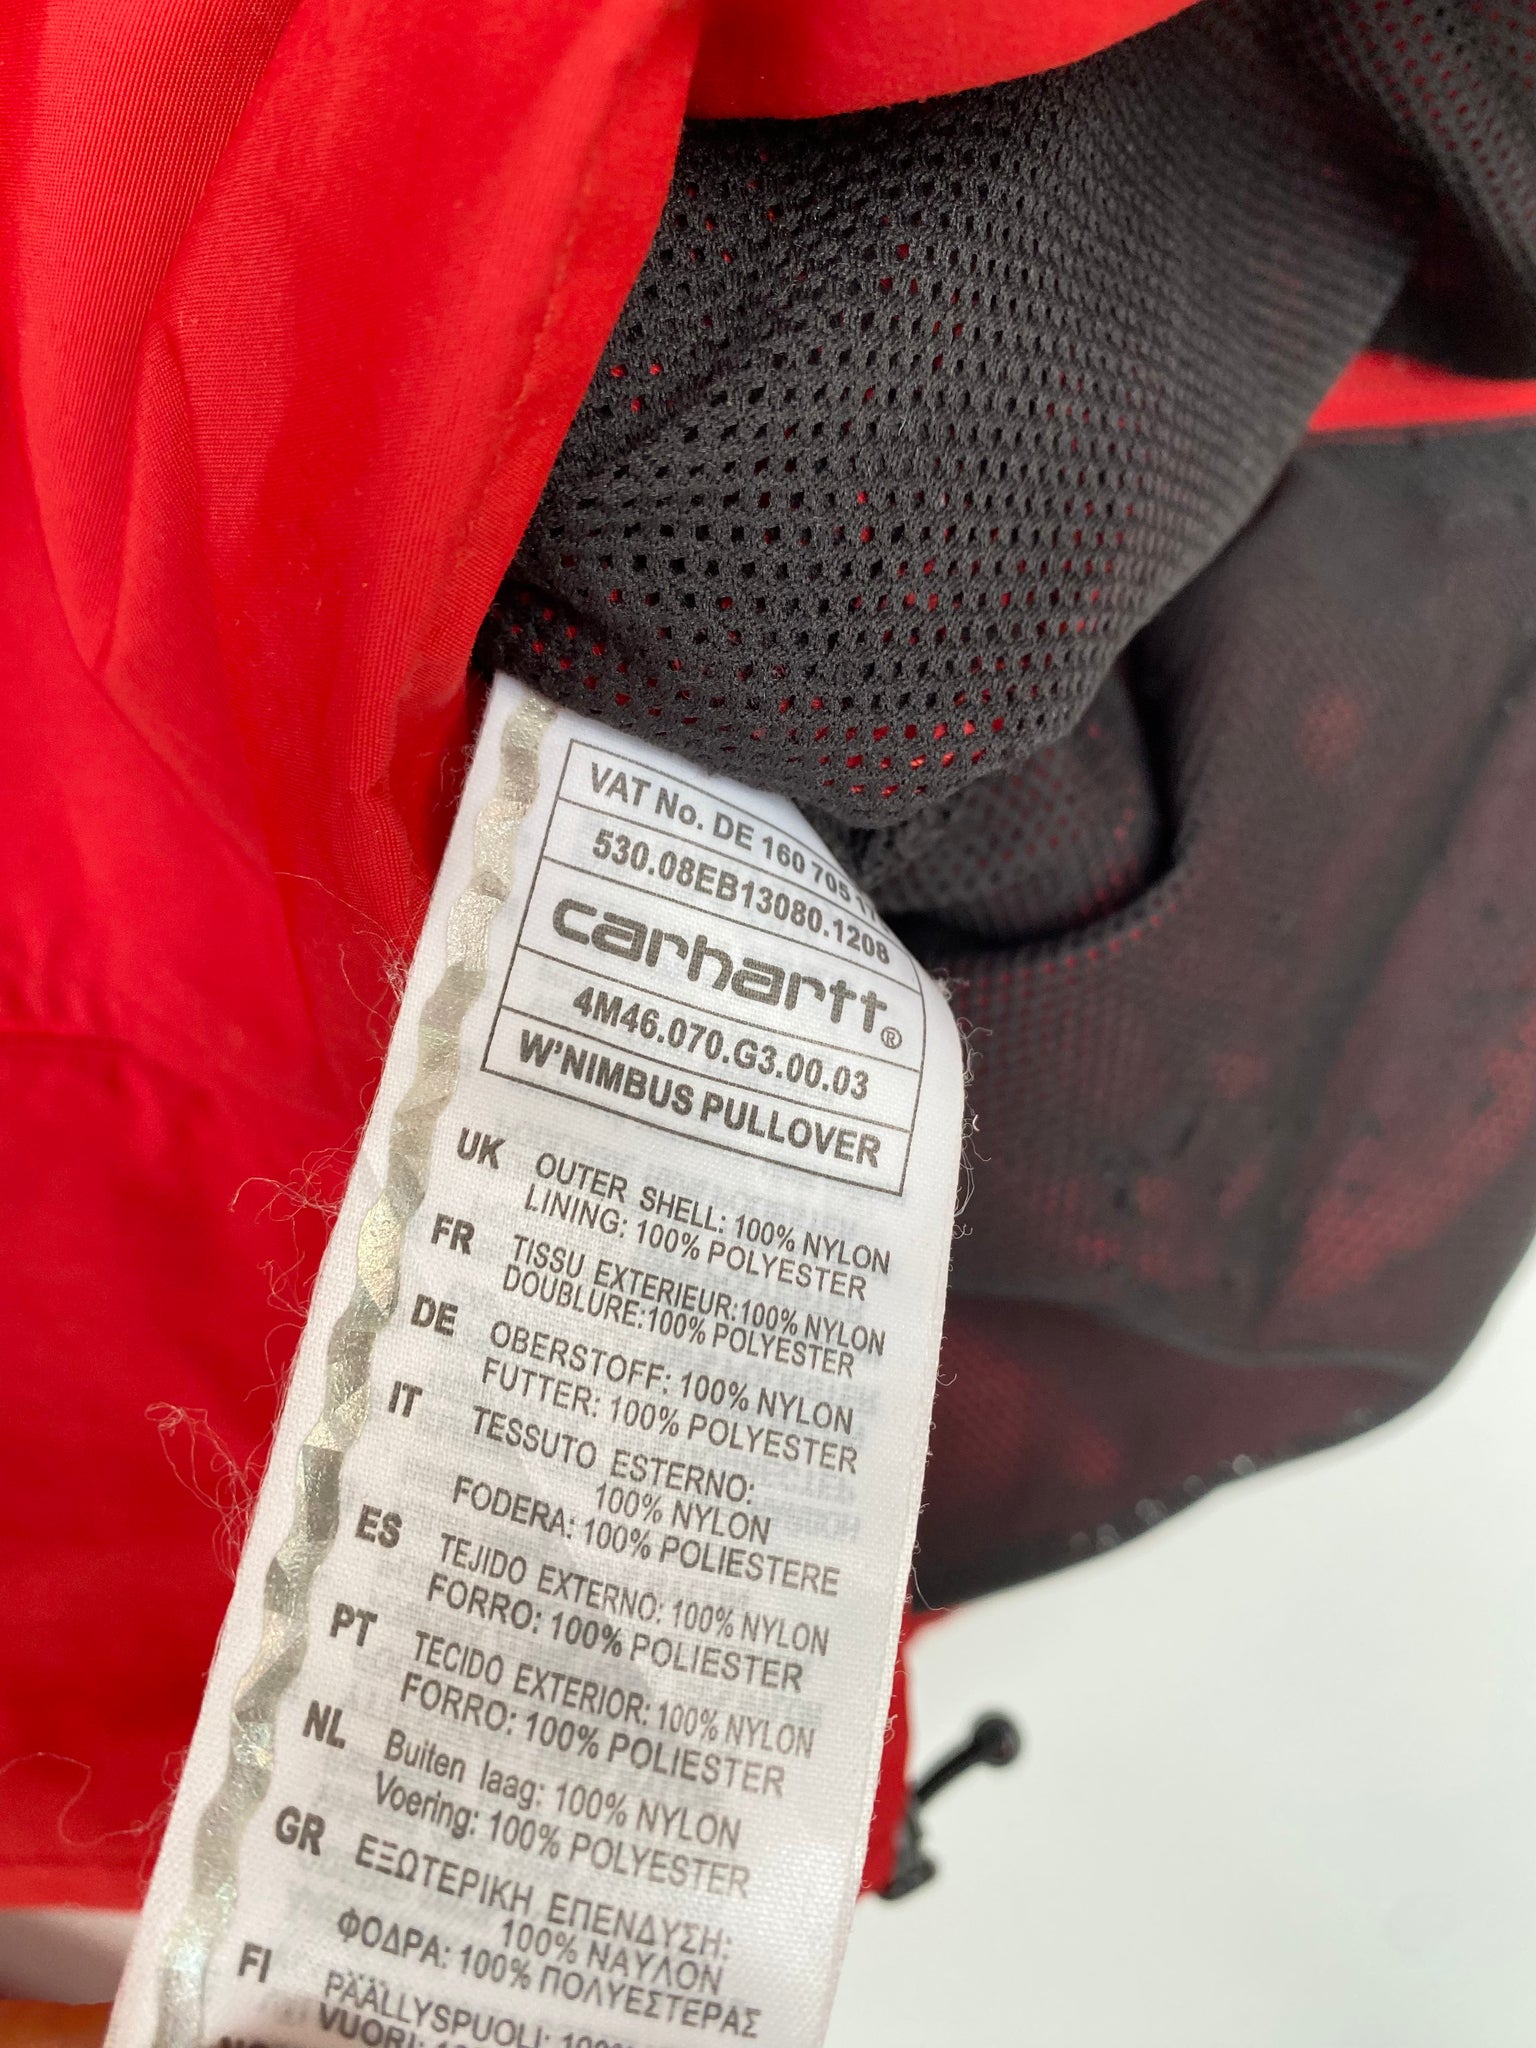 VAT No. DE 160 705
530.08EB13080.1208
carhartt®
4M46.070.G3.00.03
W'NIMBUS PULLOVER
UK OUTER SHELL: 100% NYLON
LINING: 100% POLYESTER
FR TISSU EXTERIEUR:100% NYLON
DOUBLURE:100% POLYESTER
DE OBERSTOFF: 100% NYLON
FUTTER: 100% POLYESTER
IT TESSUTO ESTERNO:
100% NYLON
FODERA: 100% POLIESTERE
ES TEJIDO EXTERNO: 100% NYLON
FORRO: 100% POLIESTER
PT TECIDO EXTERIOR: 100% NYLON
FORRO: 100% POLIESTER
NL Buiten laag: 100% NYLON
Voering: 100% POLYESTER
GR ΕΞΩΤΕΡΙΚΗ ΕΠΕΝΔΥΣΗ:
100% ΝΑΥΛΟΝ
ΦΟΔΡΑ: 100% ΠΟΛΥΕΣΤΕΡΑΣ
FI PÄÄLLYSPUOLI: 100%
VUORI: